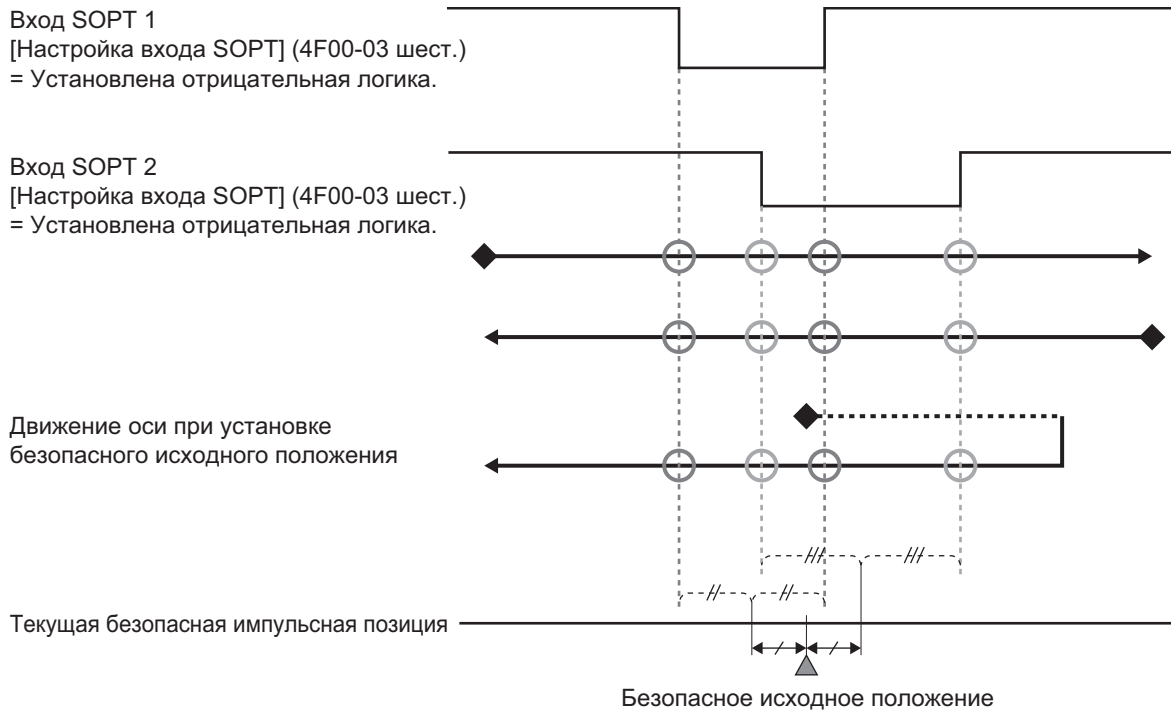 Вход SOPT 1
[Настройка входа SOPT] (4F00-03 шест.)
= Установлена отрицательная логика.
Вход SOPT 2
[Настройка входа SOPT] (4F00-03 шест.)
= Установлена отрицательная логика.
Движение оси при установке
безопасного исходного положения
Текущая безопасная импульсная позиция
Безопасное исходное положение